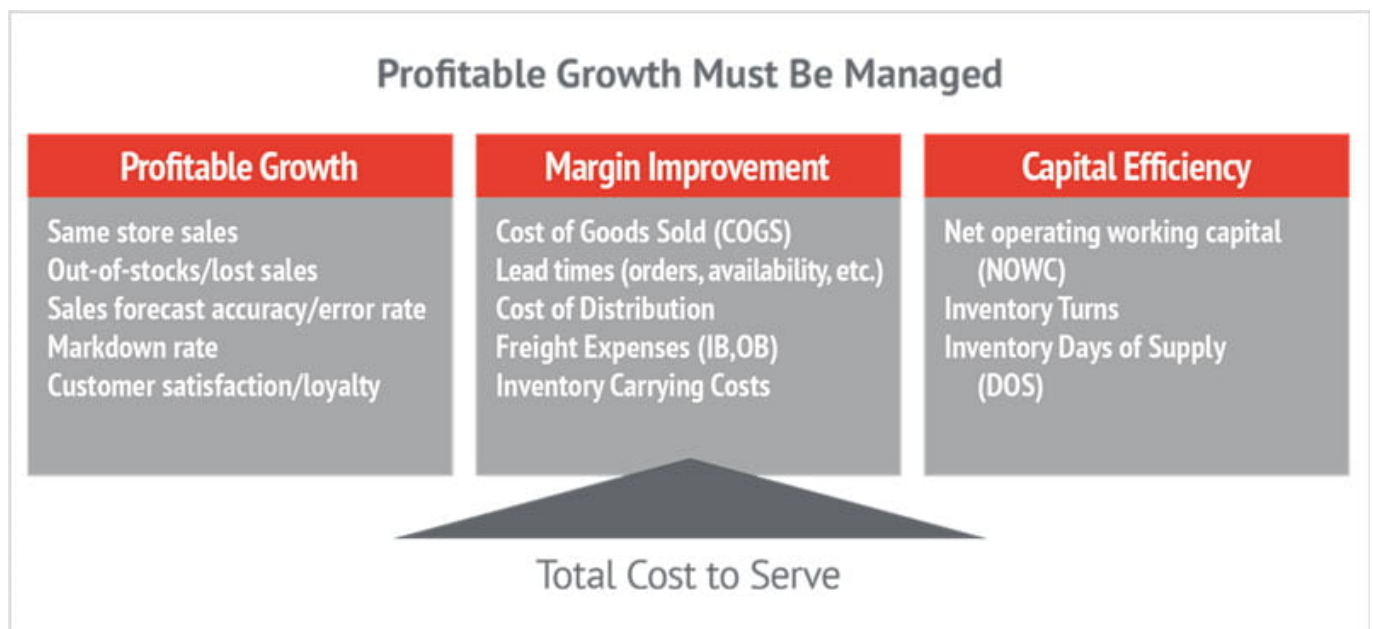 Profitable Growth Must Be Managed
Profitable Growth
Same store sales
Out-of-stocks/lost sales
Sales forecast accuracy/error rate
Markdown rate
Customer satisfaction/loyalty
Margin Improvement
Cost of Goods Sold (COGS)
Lead times (orders, availability, etc.)
Cost of Distribution
Freight Expenses (IB,OB)
Inventory Carrying Costs
Capital Efficiency
Net operating working capital
(NOWC)
Inventory Turns
Inventory Days of Supply
(DOS)
Total Cost to Serve